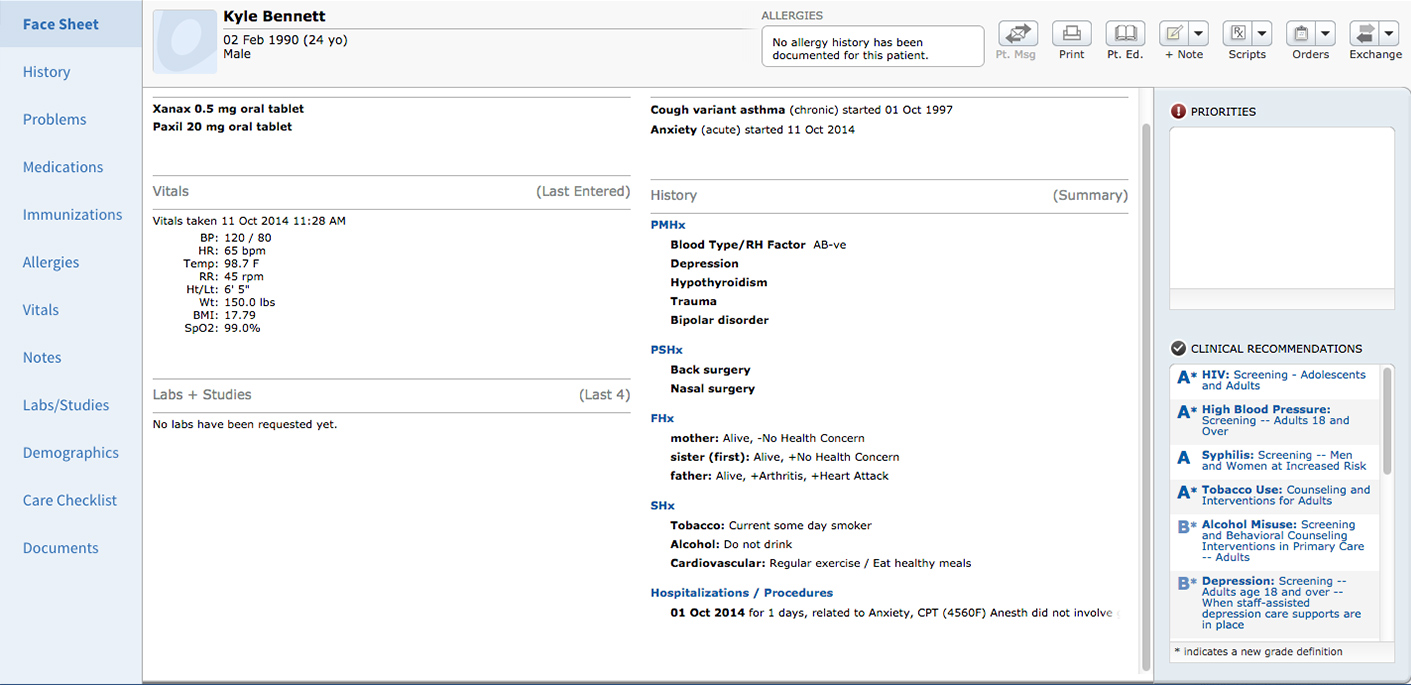 Face Sheet
History
Problems
Medications
Immunizations
Allergies
Vitals
Notes
Labs/Studies
Demographics
Care Checklist
Documents
Kyle Bennett
02 Feb 1990 (24 yo)
Male
ALLERGIES
No allergy history has been
documented for this patient.
Pt. Msg
Print
Pt. Ed.
+ Note
Scripts
Orders
Exchange
Xanax 0.5 mg oral tablet
Paxil 20 mg oral tablet
Vitals (Last Entered)
Vitals taken 11 Oct 2014 11:28 AM
BP: 120 / 80
HR: 65 bpm
Temp: 98.7 F
RR: 45 rpm
Ht/Lt: 6' 5"
Wt: 150.0 lbs
BMI: 17.79
SpO2: 99.0%
Labs + Studies (Last 4)
No labs have been requested yet.
Cough variant asthma (chronic) started 01 Oct 1997
Anxiety (acute) started 11 Oct 2014
History (Summary)
PMHx
Blood Type/RH Factor AB-ve
Depression
Hypothyroidism
Trauma
Bipolar disorder
PSHx
Back surgery
Nasal surgery
FHx
mother: Alive, -No Health Concern
sister (first): Alive, +No Health Concern
father: Alive, +Arthritis, +Heart Attack
SHx
Tobacco: Current some day smoker
Alcohol: Do not drink
Cardiovascular: Regular exercise / Eat healthy meals
Hospitalizations / Procedures
01 Oct 2014 for 1 days, related to Anxiety, CPT (4560F) Anesth did not involve
PRIORITIES
CLINICAL RECOMMENDATIONS
A* HIV: Screening - Adolescents
and Adults
A* High Blood Pressure:
Screening -- Adults 18 and
Over
A Syphilis: Screening -- Men
and Women at Increased Risk
A* Tobacco Use: Counseling and
Interventions for Adults
B* Alcohol Misuse: Screening
and Behavioral Counseling
Interventions in Primary Care
-- Adults
B* Depression: Screening --
Adults age 18 and over --
When staff-assisted
depression care supports are
in place
* indicates a new grade definition